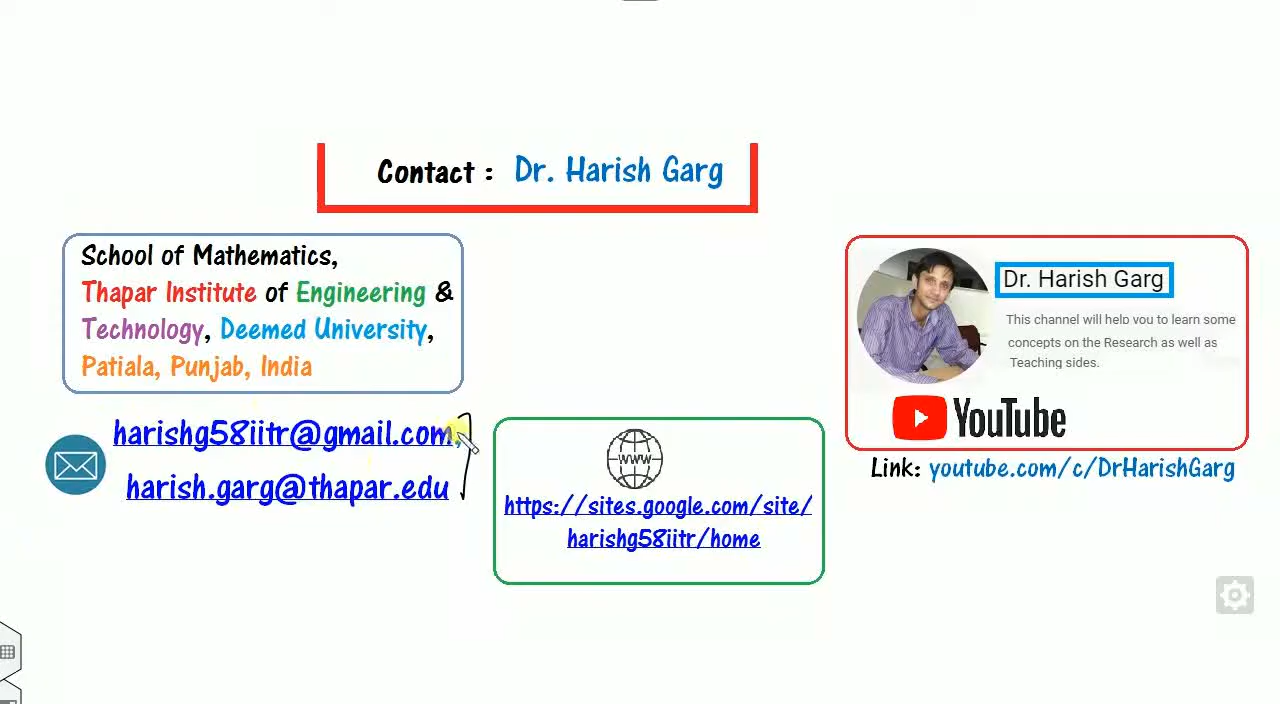 Contact : Dr. Harish Garg
School of Mathematics,
Thapar Institute of Engineering &
Technology, Deemed University,
Patiala, Punjab, India
harishg58iitr@gmail.com,
harish.garg@thapar.edu
WWW
https://sites.google.com/site/
harishg58iitr/home
Dr. Harish Garg
This channel will help you to learn some
concepts on the Research as well as
Teaching sides.
YouTube
Link: youtube.com/c/DrHarishGarg